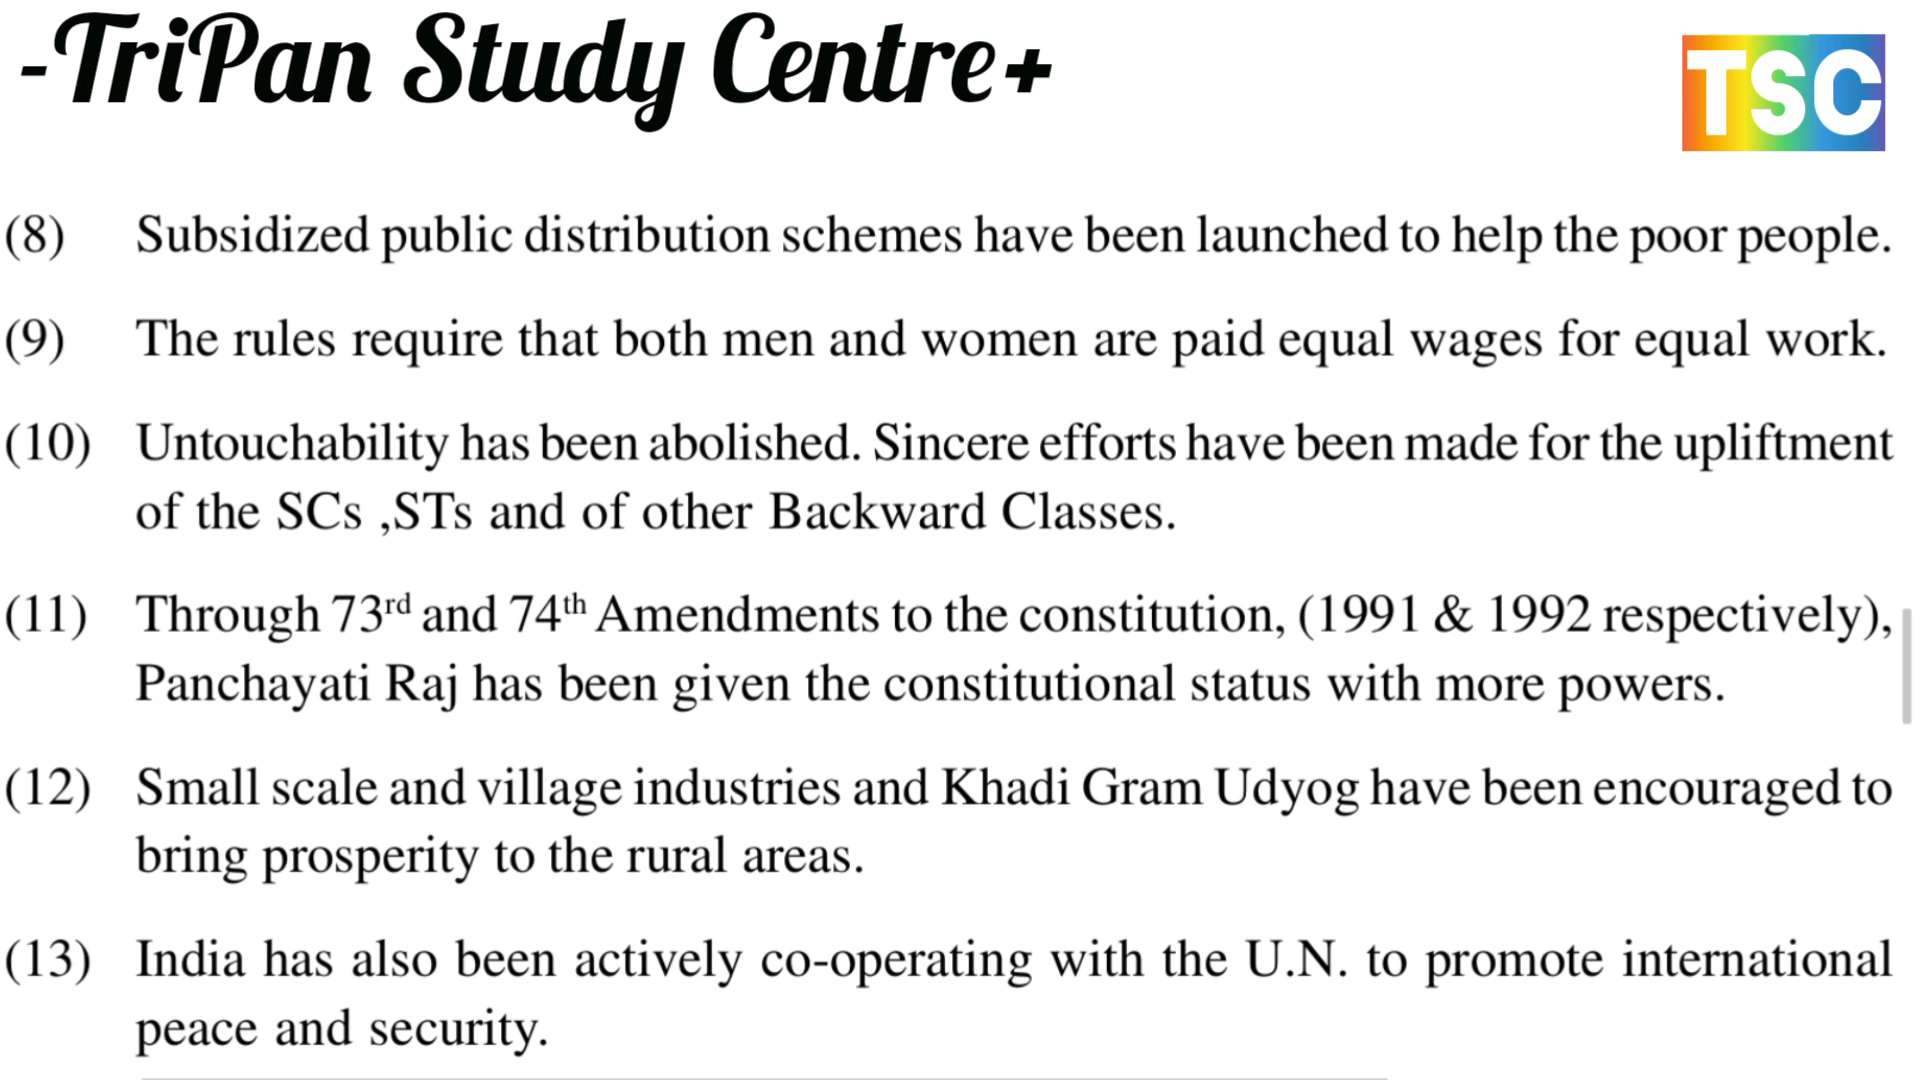 -TriPan Study Centre+
TSC
(8) Subsidized public distribution schemes have been launched to help the poor people.
(9) The rules require that both men and women are paid equal wages for equal work.
(10) Untouchability has been abolished. Sincere efforts have been made for the upliftment
of the SCs ,STs and of other Backward Classes.
(11) Through 73rd and 74th Amendments to the constitution, (1991 & 1992 respectively),
Panchayati Raj has been given the constitutional status with more powers.
(12) Small scale and village industries and Khadi Gram Udyog have been encouraged to
bring prosperity to the rural areas.
(13) India has also been actively co-operating with the U.N. to promote international
peace and security.